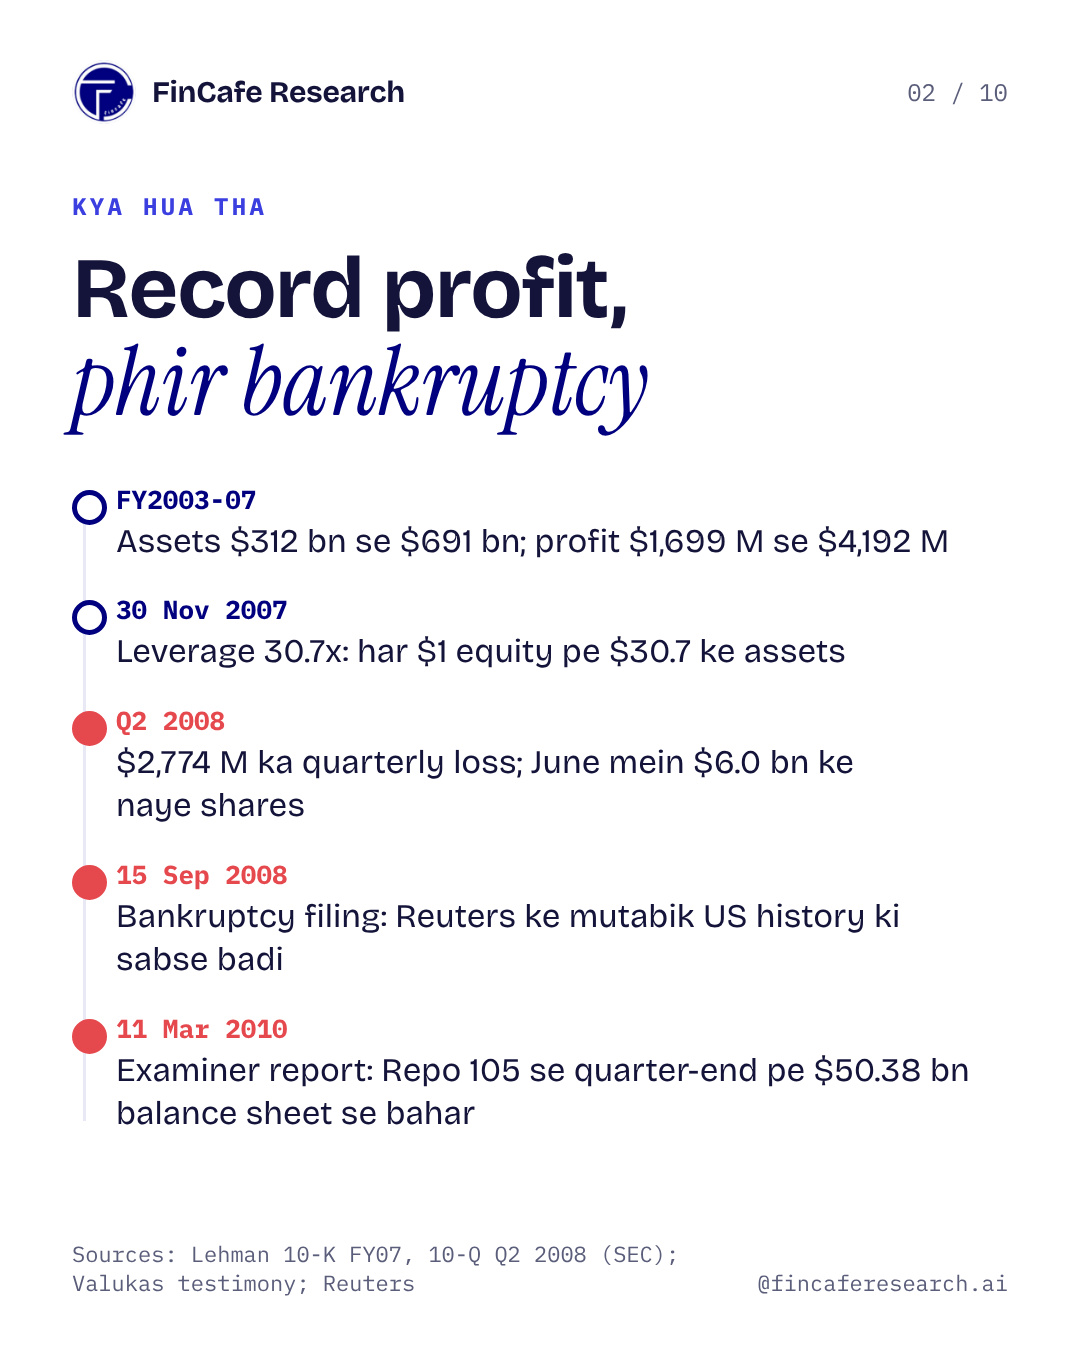 FinCafe Research
02 / 10
KYA HUA THA
Record profit,
phir bankruptcy
FY2003-07
Assets $312 bn se $691 bn; profit $1,699 M se $4,192 M
30 Nov 2007
Leverage 30.7x: har $1 equity pe $30.7 ke assets
Q2 2008
$2,774 M ka quarterly loss; June mein $6.0 bn ke
naye shares
15 Sep 2008
Bankruptcy filing: Reuters ke mutabik US history ki
sabse badi
11 Mar 2010
Examiner report: Repo 105 se quarter-end pe $50.38 bn
balance sheet se bahar
Sources: Lehman 10-K FY07, 10-Q Q2 2008 (SEC);
Valukas testimony; Reuters
@fincaferesearch.ai